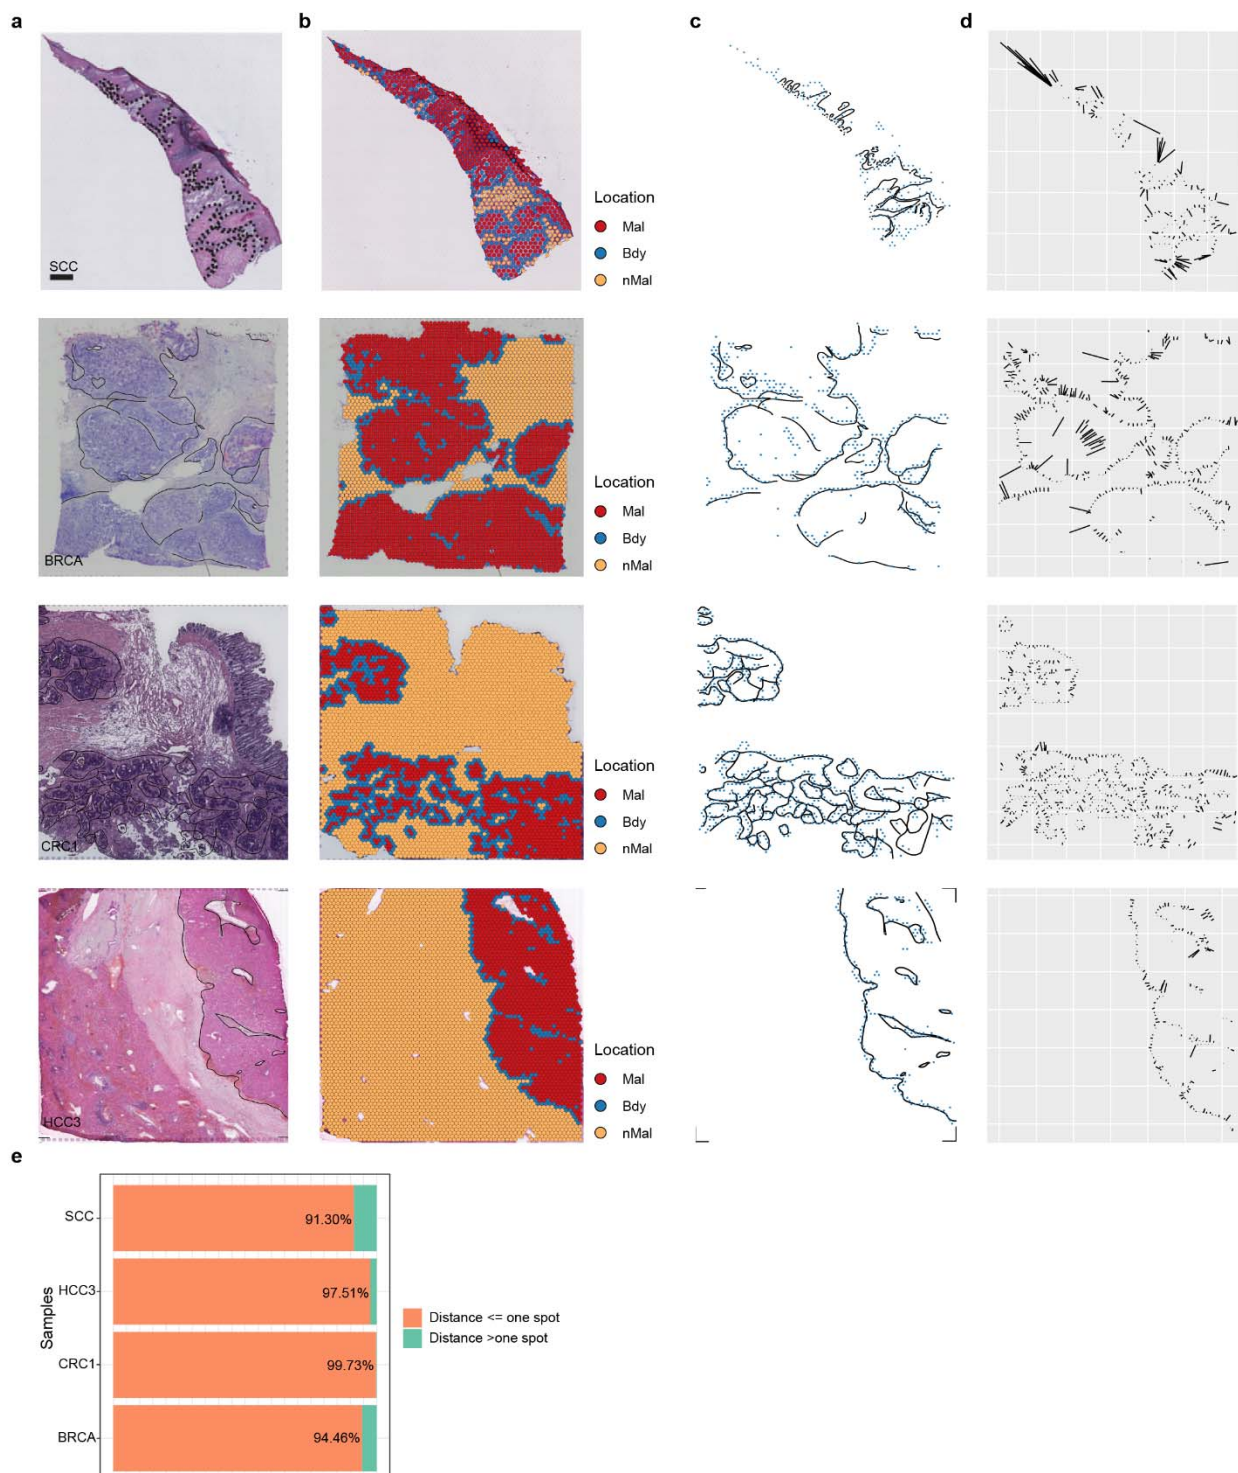 a
b
c
d
SCC
Location
Mal
Bdy
nMal
BRCA
Location
Mal
Bdy
nMal
CRC1
Location
Mal
Bdy
nMal
HCC3
Location
Mal
Bdy
nMal
e
Samples
SCC
91.30%
HCC3
97.51%
CRC1
99.73%
BRCA
94.46%
Distance <= one spot
Distance >one spot